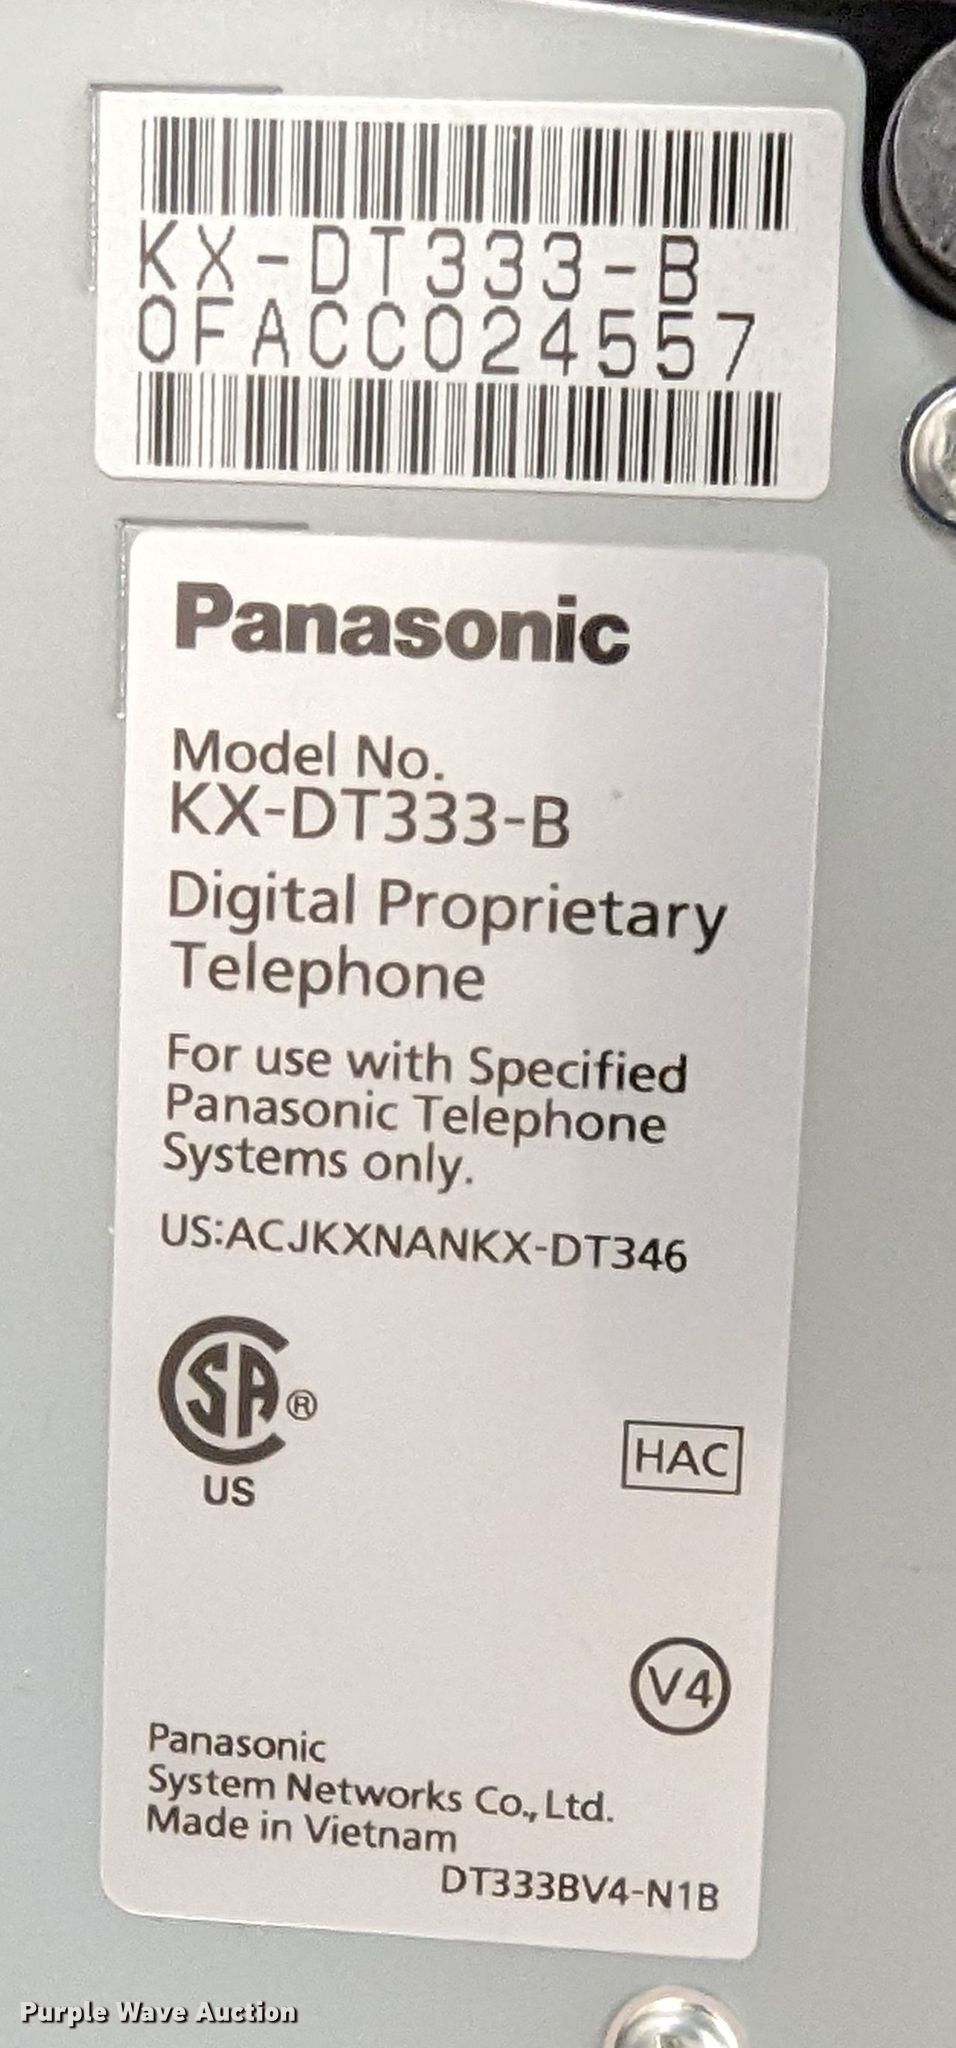 KX-DT333-B
0FACC024557
Panasonic
Model No.
KX-DT333-B
Digital Proprietary
Telephone
For use with Specified
Panasonic Telephone
Systems only.
US:ACJKXNANKX-DT346
CSA®
US
HAC
V4
Panasonic
System Networks Co., Ltd.
Made in Vietnam
DT333BV4-N1B
Purple Wave Auction